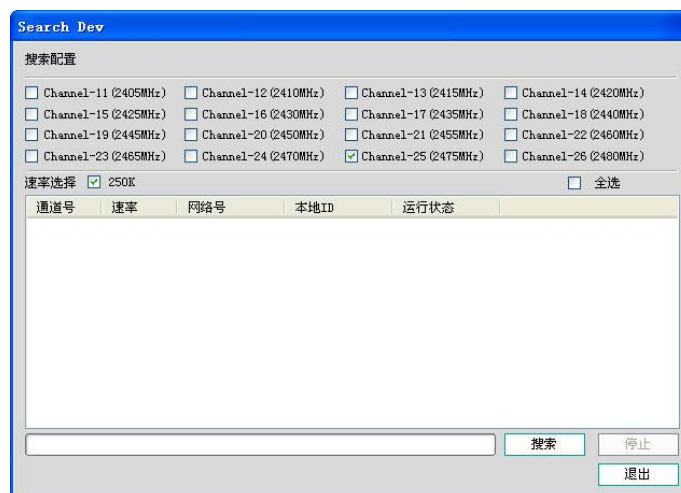 Search Dev
搜索配置
Channel-11(2405MHz) Channel-12(2410MHz) Channel-13(2415MHz) Channel-14(2420MHz)
Channel-15(2425MHz) Channel-16(2430MHz) Channel-17(2435MHz) Channel-18(2440MHz)
Channel-19(2445MHz) Channel-20(2450MHz) Channel-21(2455MHz) Channel-22(2460MHz)
Channel-23(2465MHz) Channel-24(2470MHz) Channel-25(2475MHz) Channel-26(2480MHz)
速率选择 250K 全选
通道号 速率 网络号 本地ID 运行状态
搜索 停止
退出